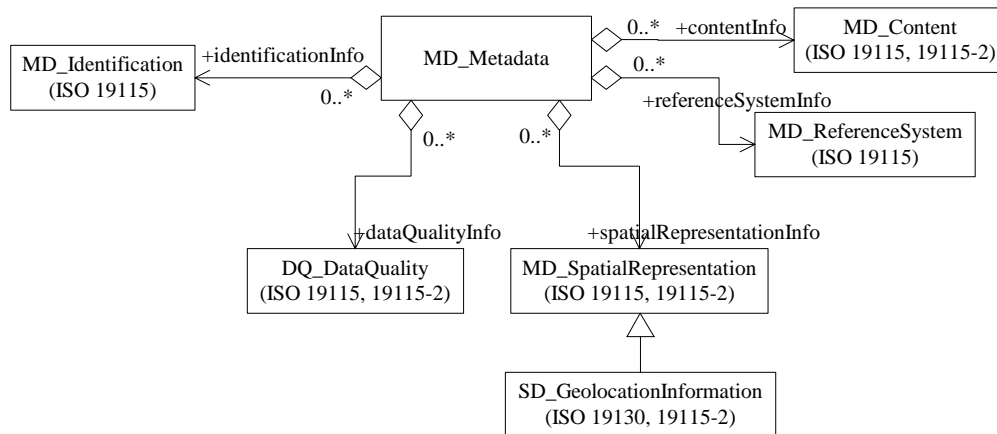 0..*
+contentInfo
MD_Content
(ISO 19115, 19115-2)
MD_Metadata
+identificationInfo
MD_Identification
(ISO 19115)
0..*
0..*
+referenceSystemInfo
MD_ReferenceSystem
(ISO 19115)
0..*
0..*
+dataQualityInfo
DQ_DataQuality
(ISO 19115, 19115-2)
+spatialRepresentationInfo
MD_SpatialRepresentation
(ISO 19115, 19115-2)
SD_GeolocationInformation
(ISO 19130, 19115-2)